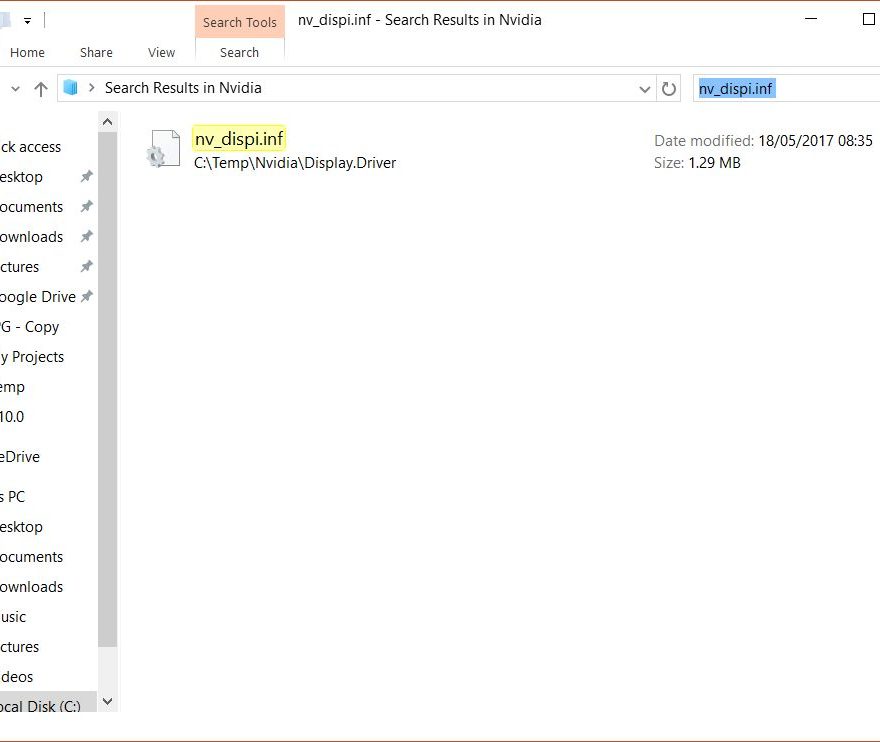 Search Tools
nv_dispi.inf - Search Results in Nvidia
Home Share View Search
Search Results in Nvidia
nv_dispi.inf
ck access
esktop
ocuments
ownloads
ctures
oogle Drive
G - Copy
y Projects
emp
10.0
eDrive
s PC
esktop
ocuments
ownloads
usic
ctures
deos
ocal Disk (C:)
nv_dispi.inf
C:\Temp\Nvidia\Display.Driver
Date modified: 18/05/2017 08:35
Size: 1.29 MB